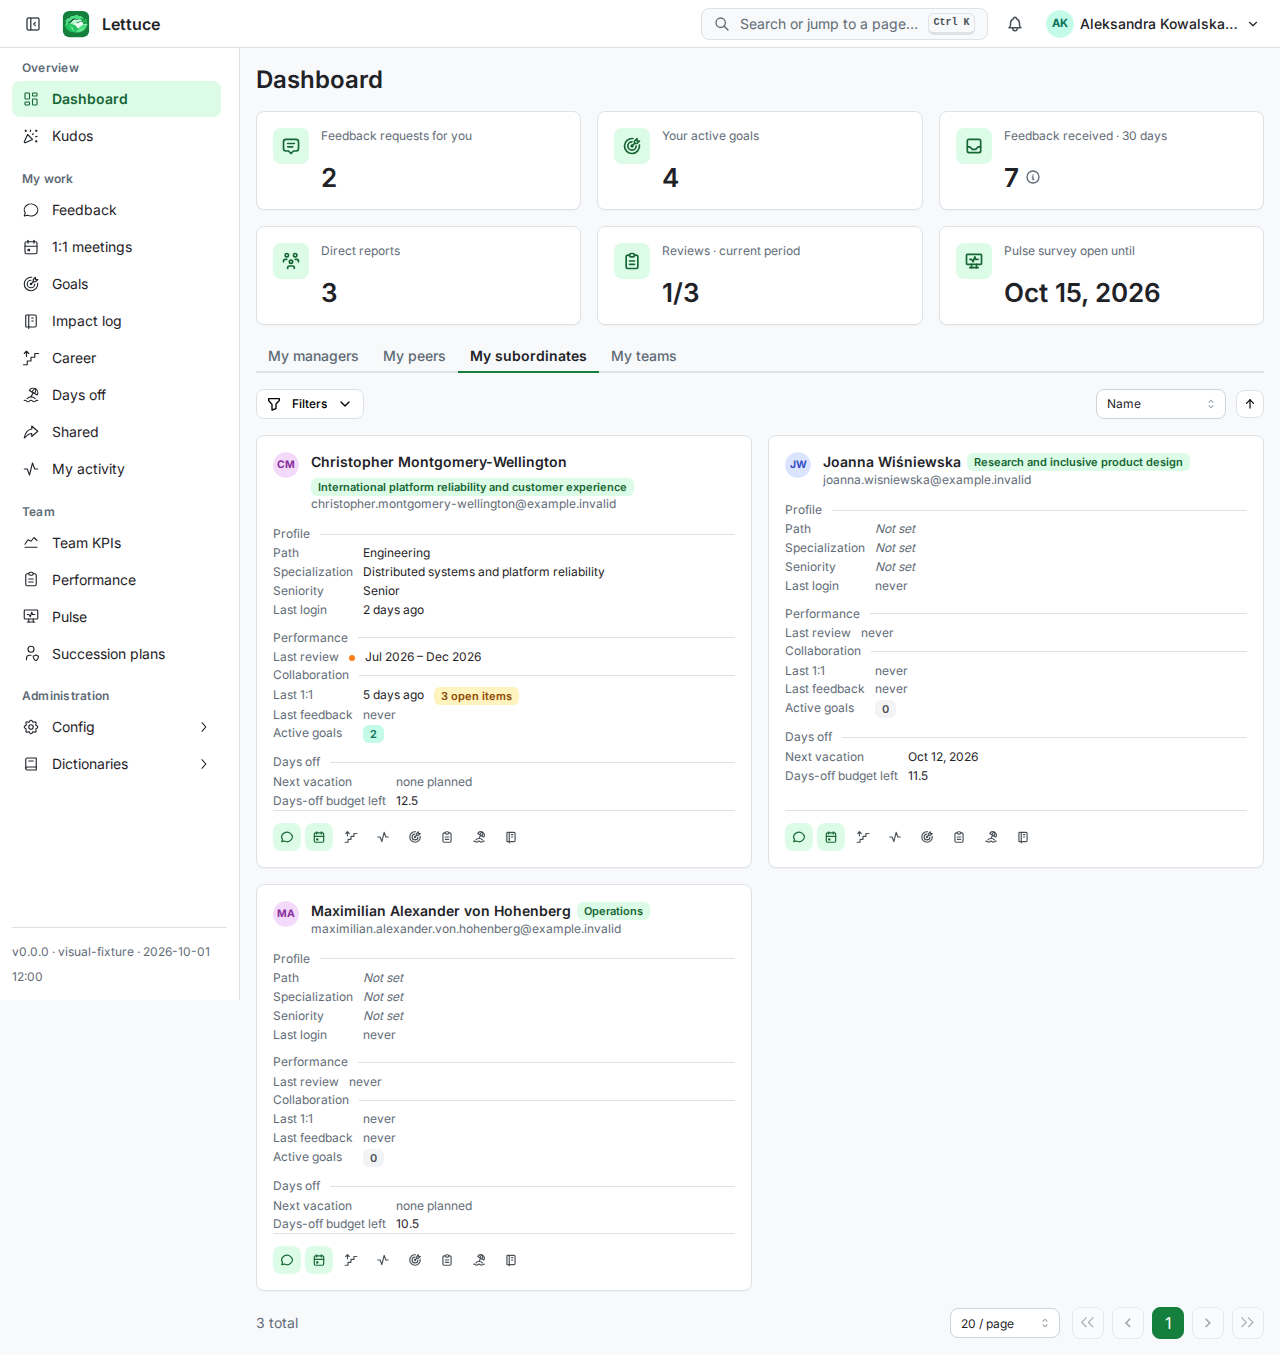 Lettuce
Search or jump to a page...
Ctrl K
AK
Aleksandra Kowalska...
Overview
Dashboard
Kudos
My work
Feedback
1:1 meetings
Goals
Impact log
Career
Days off
Shared
My activity
Team
Team KPIs
Performance
Pulse
Succession plans
Administration
Config
Dictionaries
v0.0.0 · visual-fixture · 2026-10-01
12:00
Dashboard
Feedback requests for you
2
Your active goals
4
Feedback received · 30 days
7
Direct reports
3
Reviews · current period
1/3
Pulse survey open until
Oct 15, 2026
My managers
My peers
My subordinates
My teams
Filters
Name
CM
Christopher Montgomery-Wellington
International platform reliability and customer experience
christopher.montgomery-wellington@example.invalid
Profile
Path Engineering
Specialization Distributed systems and platform reliability
Seniority Senior
Last login 2 days ago
Performance
Last review Jul 2026 – Dec 2026
Collaboration
Last 1:1 5 days ago 3 open items
Last feedback never
Active goals 2
Days off
Next vacation none planned
Days-off budget left 12.5
JW
Joanna Wiśniewska Research and inclusive product design
joanna.wisniewska@example.invalid
Profile
Path Not set
Specialization Not set
Seniority Not set
Last login never
Performance
Last review never
Collaboration
Last 1:1 never
Last feedback never
Active goals 0
Days off
Next vacation Oct 12, 2026
Days-off budget left 11.5
MA
Maximilian Alexander von Hohenberg Operations
maximilian.alexander.von.hohenberg@example.invalid
Profile
Path Not set
Specialization Not set
Seniority Not set
Last login never
Performance
Last review never
Collaboration
Last 1:1 never
Last feedback never
Active goals 0
Days off
Next vacation none planned
Days-off budget left 10.5
3 total
20 / page
1